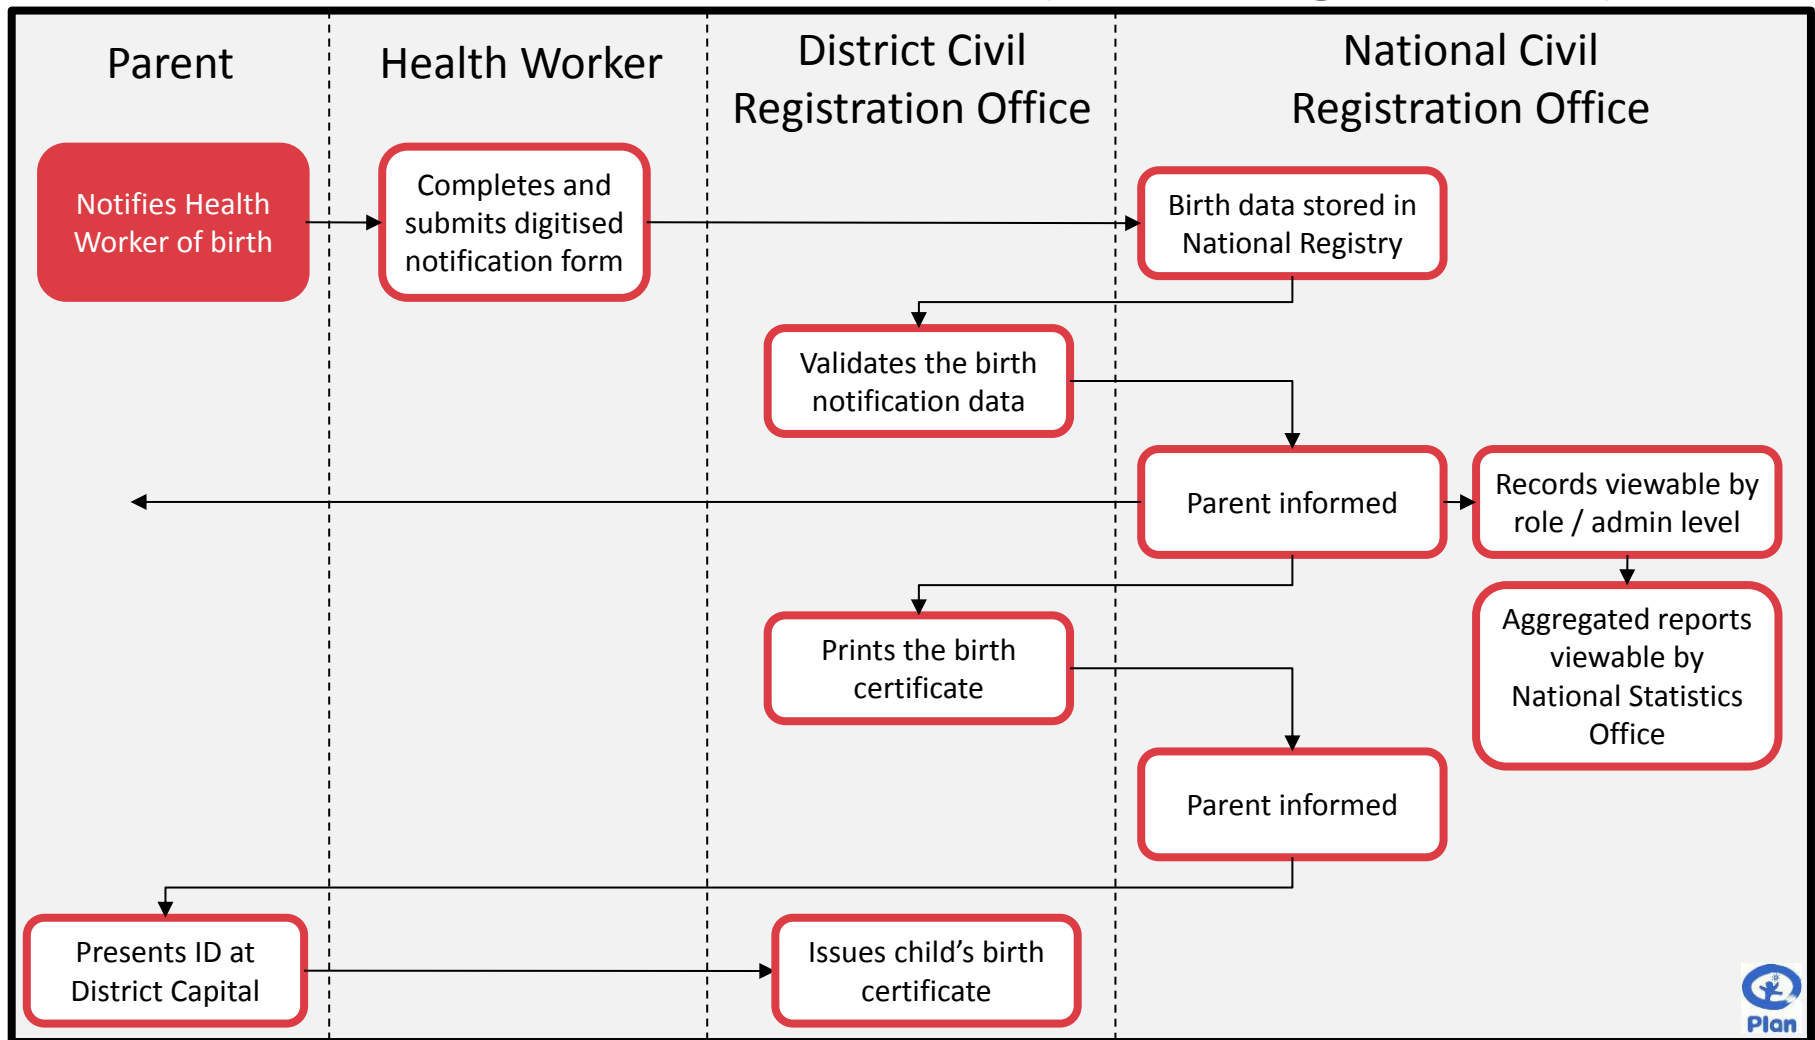 Parent
Health Worker
District Civil
Registration Office
National Civil
Registration Office
Notifies Health
Worker of birth
Completes and
submits digitised
notification form
Birth data stored in
National Registry
Validates the birth
notification data
Parent informed
Records viewable by
role / admin level
Prints the birth
certificate
Aggregated reports
viewable by
National Statistics
Office
Parent informed
Presents ID at
District Capital
Issues child’s birth
certificate
Plan